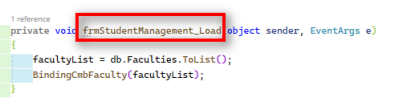 1 reference
private void frmStudentManagement_Load(object sender, EventArgs e)
{
facultyList = db.Faculties.ToList();
BindingCmbFaculty(facultyList);
}